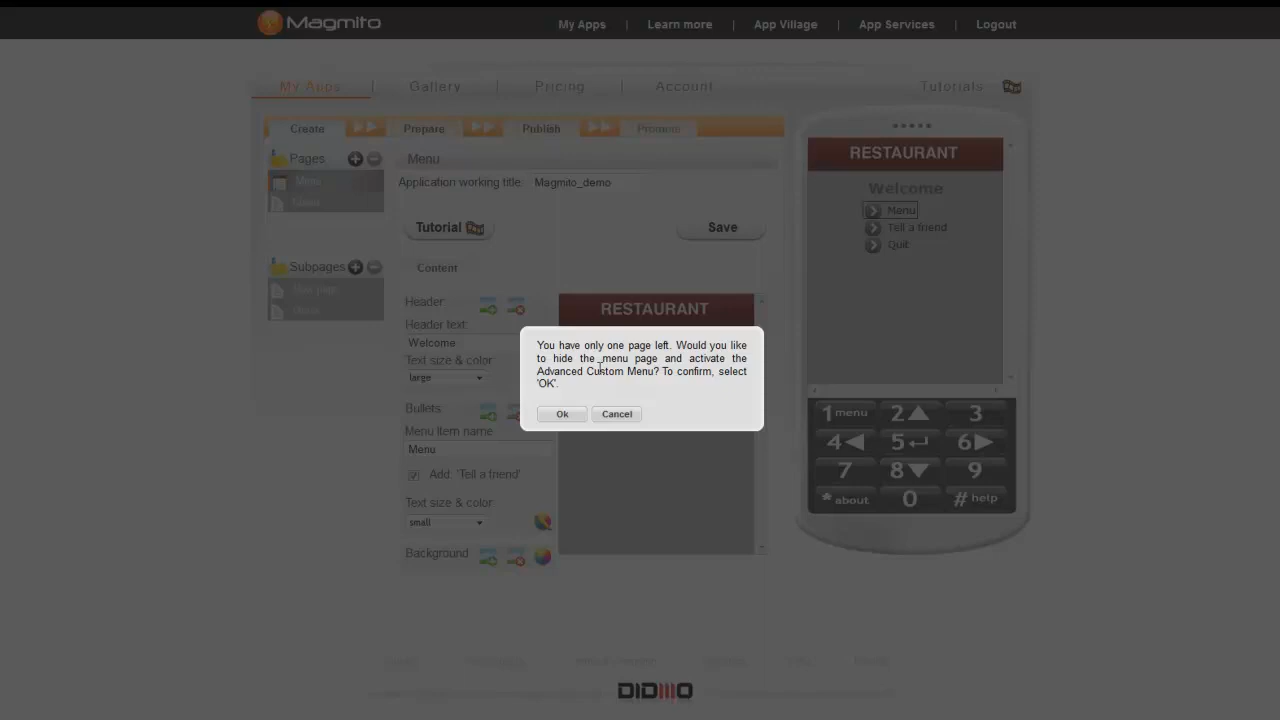 Magmito
My Apps | Learn more | App Village | App Services | Logout
My Apps | Gallery | Pricing | Account Tutorials
Create Prepare Publish Promote
Pages
Menu
Menu
Subpages
New page
Application working title: Magmito_demo
Tutorial Save
Content
Header
Header text:
Welcome
Text size & color:
large
Bullets
Menu Item name
Menu
Add: 'Tell a friend'
Text size & color:
small
Background
RESTAURANT
You have only one page left. Would you like
to hide the menu page and activate the
Advanced Custom Menu? To confirm, select
'OK'.
Ok Cancel
RESTAURANT
Welcome
Menu
Tell a friend
Quit
1 menu 2 3
4 5 6
7 8 9
* about 0 # help
DIDMO